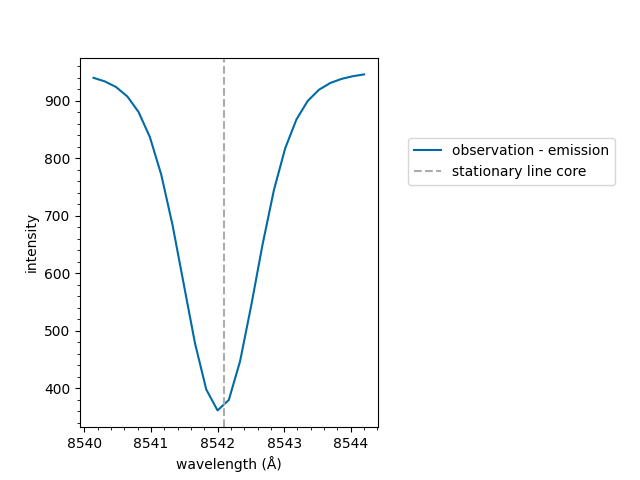 900
800
700
600
500
400
intensity
8540 8541 8542 8543 8544
wavelength (Å)
observation - emission
stationary line core